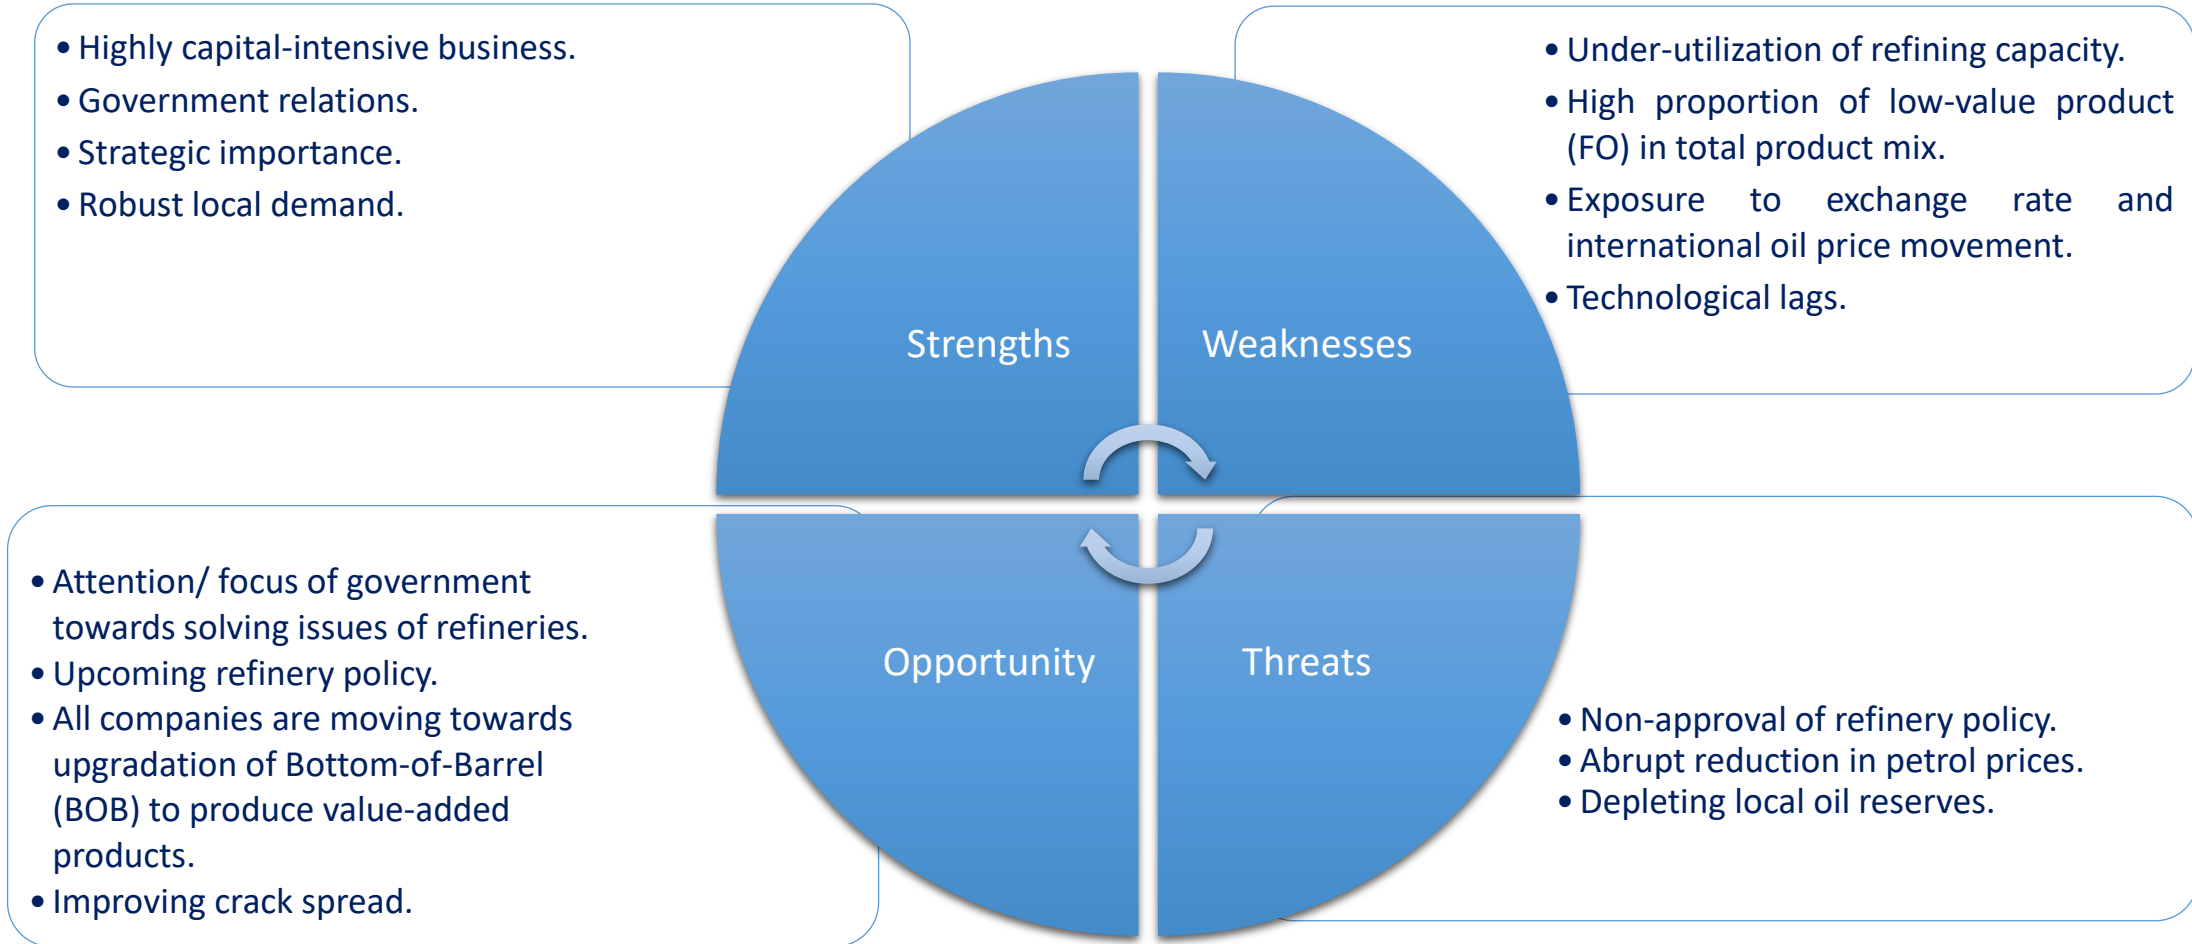 • Highly capital-intensive business.
• Government relations.
• Strategic importance.
• Robust local demand.
Strengths
• Under-utilization of refining capacity.
• High proportion of low-value product
(FO) in total product mix.
• Exposure to exchange rate and
international oil price movement.
• Technological lags.
Weaknesses
• Attention/ focus of government
towards solving issues of refineries.
• Upcoming refinery policy.
• All companies are moving towards
upgradation of Bottom-of-Barrel
(BOB) to produce value-added
products.
• Improving crack spread.
Opportunity
Threats
• Non-approval of refinery policy.
• Abrupt reduction in petrol prices.
• Depleting local oil reserves.